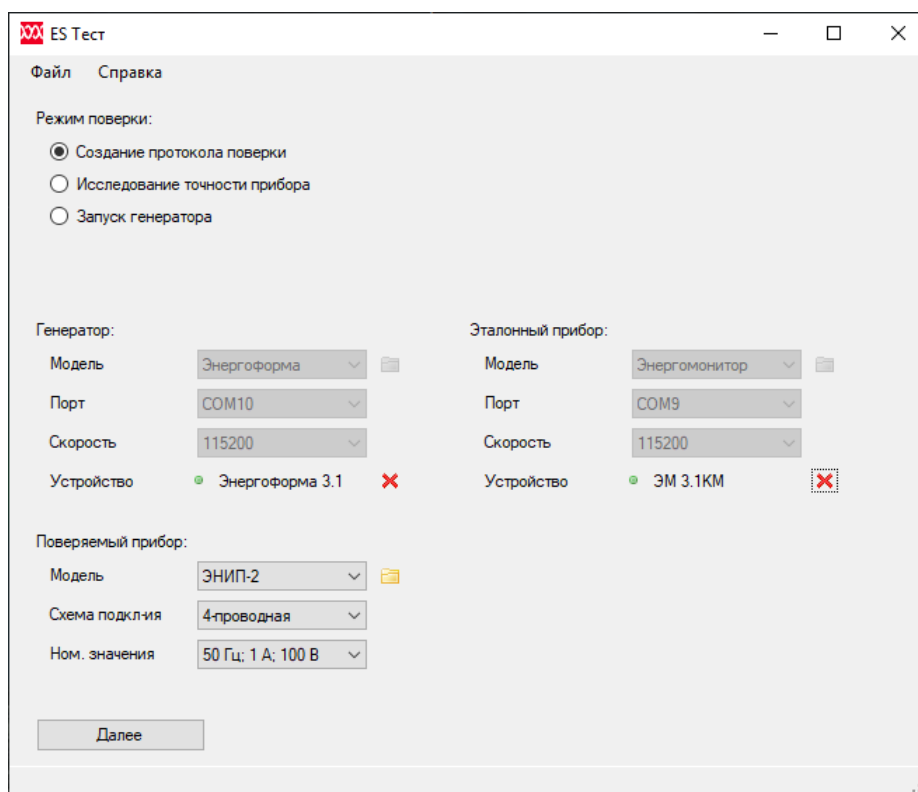 ES Тест
Файл Справка
Режим поверки:
Создание протокола поверки
Исследование точности прибора
Запуск генератора
Генератор:
Модель Энергоформа
Порт COM10
Скорость 115200
Устройство Энергоформа 3.1
Эталонный прибор:
Модель Энергомонитор
Порт COM9
Скорость 115200
Устройство ЭМ 3.1КМ
Поверяемый прибор:
Модель ЭНИП-2
Схема подкл-ия 4-проводная
Ном. значения 50 Гц; 1 А; 100 В
Далее